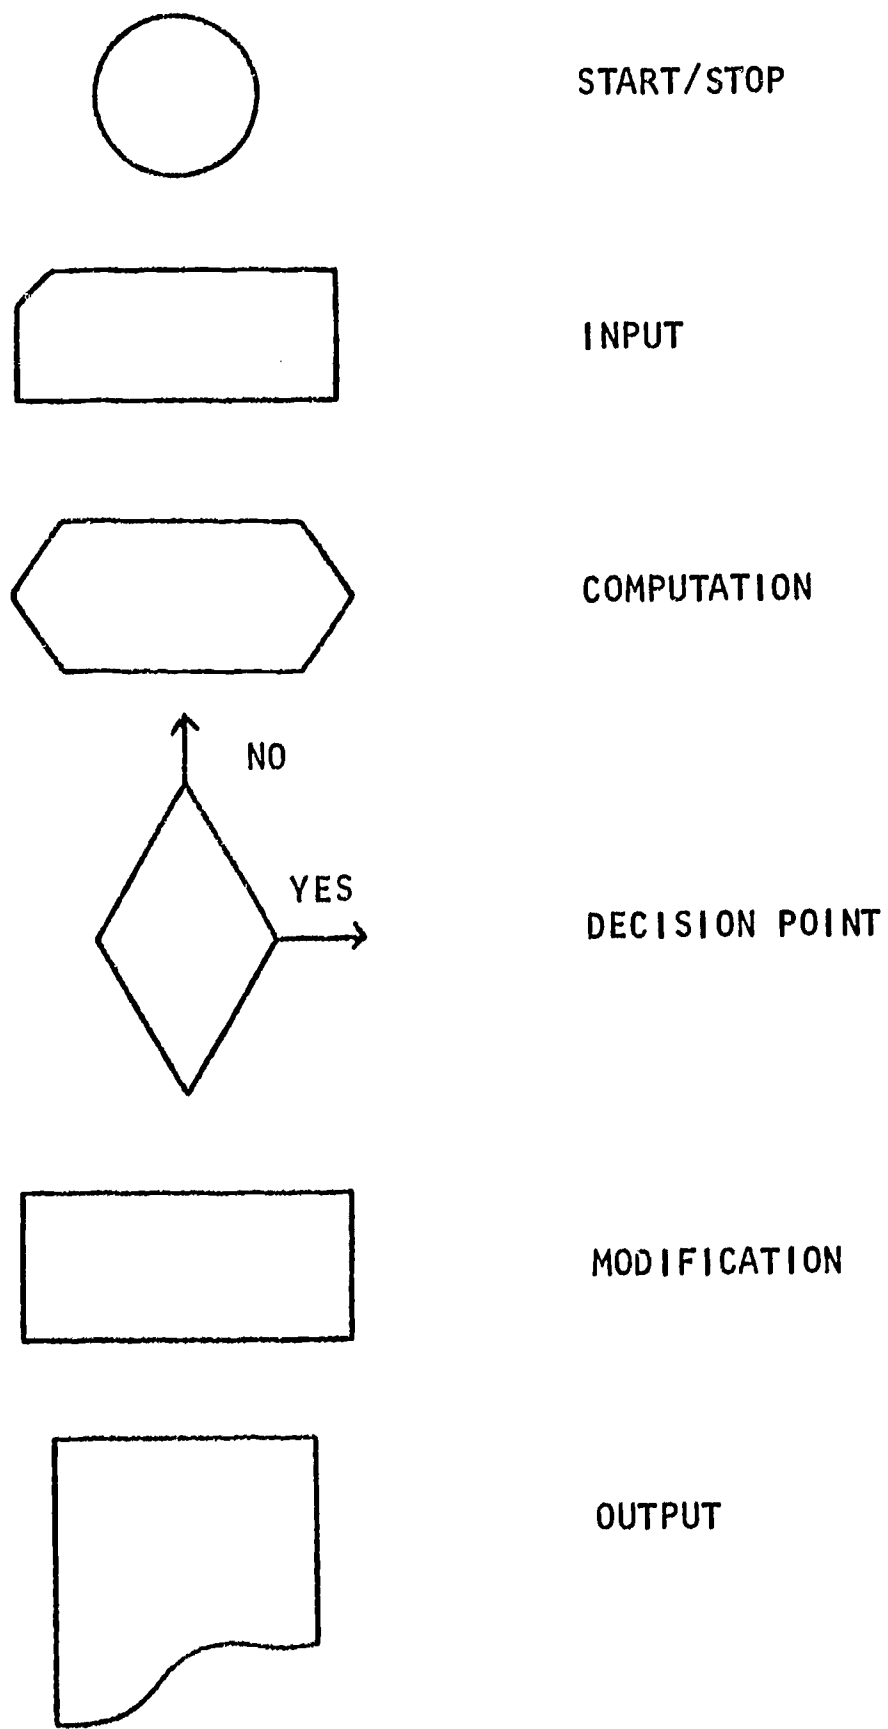 START/STOP
INPUT
COMPUTATION
NO
YES
DECISION POINT
MODIFICATION
OUTPUT